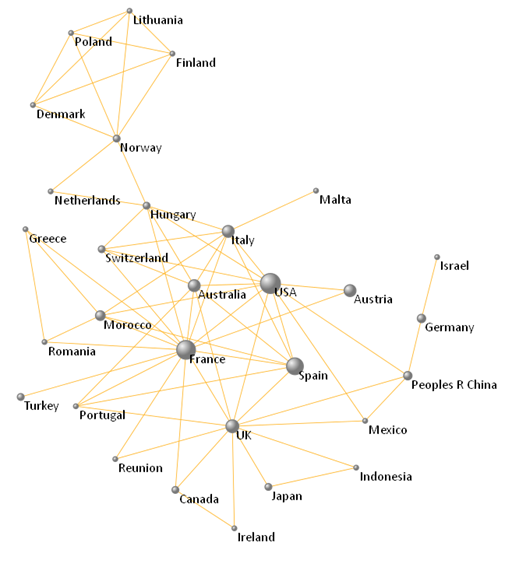 Lithuania
Poland
Finland
Denmark
Norway
Netherlands
Malta
Hungary
Greece
Italy
Switzerland
Israel
USA
Australia
Austria
Morocco
Germany
Romania
France
Spain
Peoples R China
Turkey
Portugal
Mexico
UK
Reunion
Indonesia
Canada
Japan
Ireland